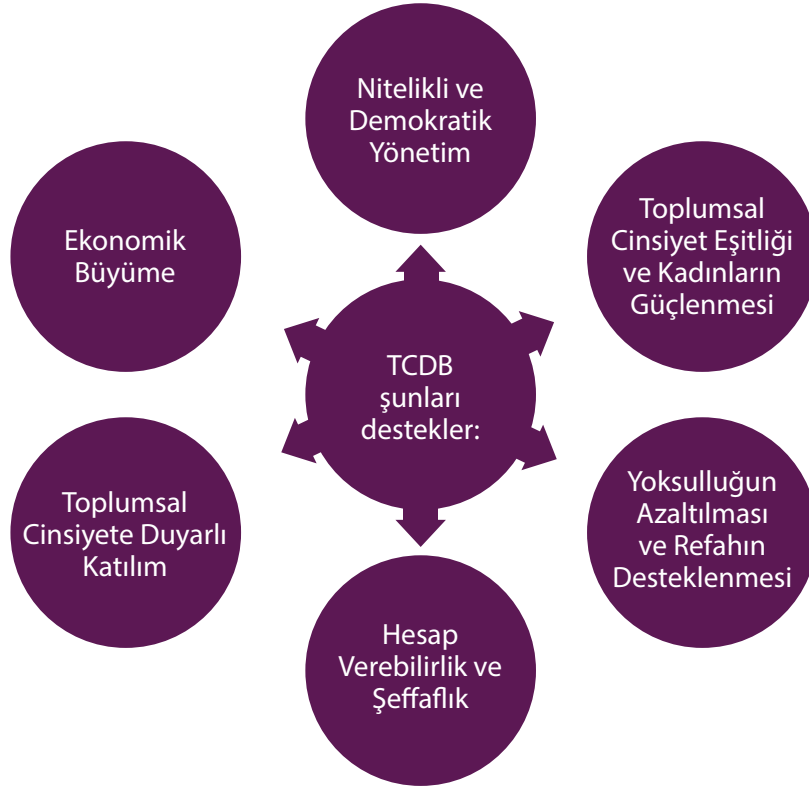 Nitelikli ve
Demokratik
Yönetim
Ekonomik
Büyüme
Toplumsal
Cinsiyet Eşitliği
ve Kadınların
Güçlenmesi
TCDB
şunları
destekler:
Toplumsal
Cinsiyete Duyarlı
Katılım
Yoksulluğun
Azaltılması
ve Refahın
Desteklenmesi
Hesap
Verebilirlik ve
Şeffaflık